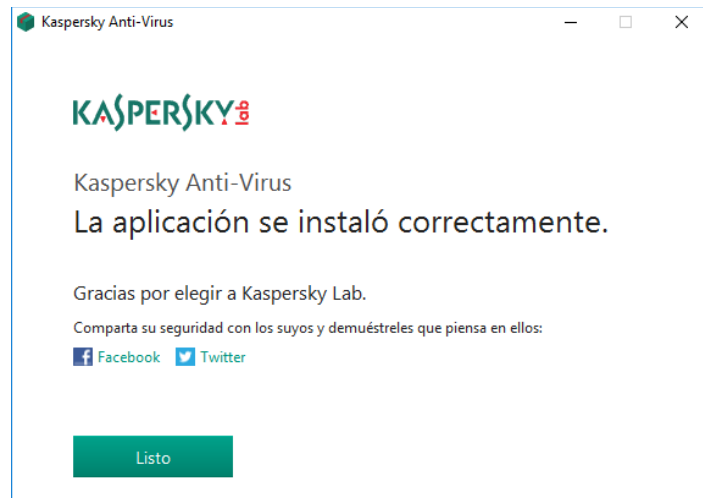 Kaspersky Anti-Virus
KASPERSKY lab
Kaspersky Anti-Virus
La aplicación se instaló correctamente.
Gracias por elegir a Kaspersky Lab.
Comparta su seguridad con los suyos y demuéstreles que piensa en ellos:
Facebook Twitter
Listo